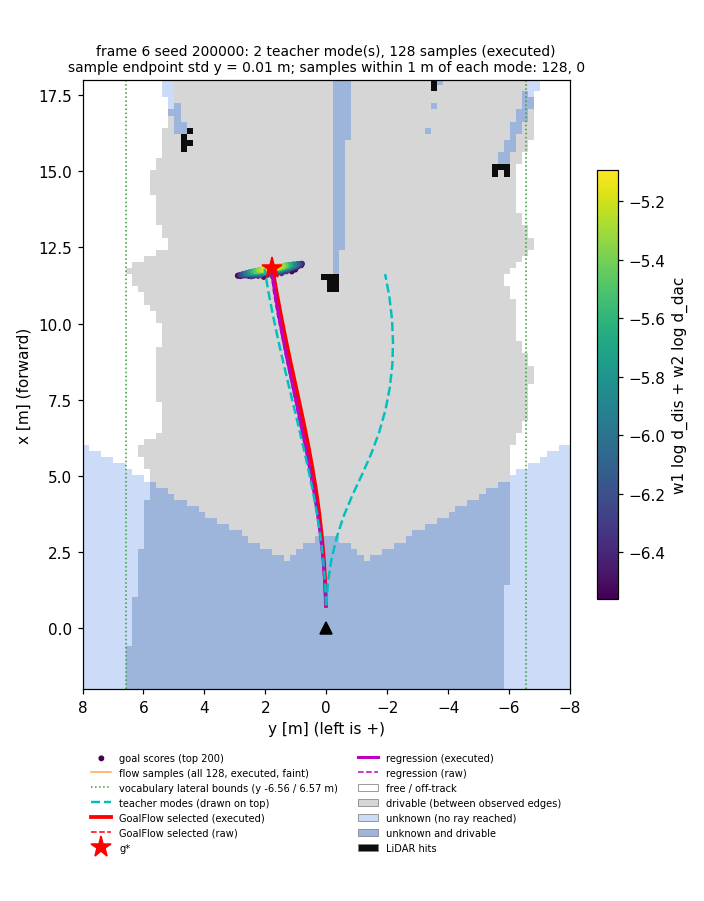 frame 6 seed 200000: 2 teacher mode(s), 128 samples (executed)
sample endpoint std y = 0.01 m; samples within 1 m of each mode: 128, 0
17.5
15.0
12.5
10.0
7.5
5.0
2.5
0.0
x [m] (forward)
8 6 4 2 0 −2 −4 −6 −8
y [m] (left is +)
−5.2
−5.4
−5.6
−5.8
−6.0
−6.2
−6.4
w1 log d_dis + w2 log d_dac
goal scores (top 200)
flow samples (all 128, executed, faint)
vocabulary lateral bounds (y -6.56 / 6.57 m)
teacher modes (drawn on top)
GoalFlow selected (executed)
GoalFlow selected (raw)
g*
regression (executed)
regression (raw)
free / off-track
drivable (between observed edges)
unknown (no ray reached)
unknown and drivable
LiDAR hits